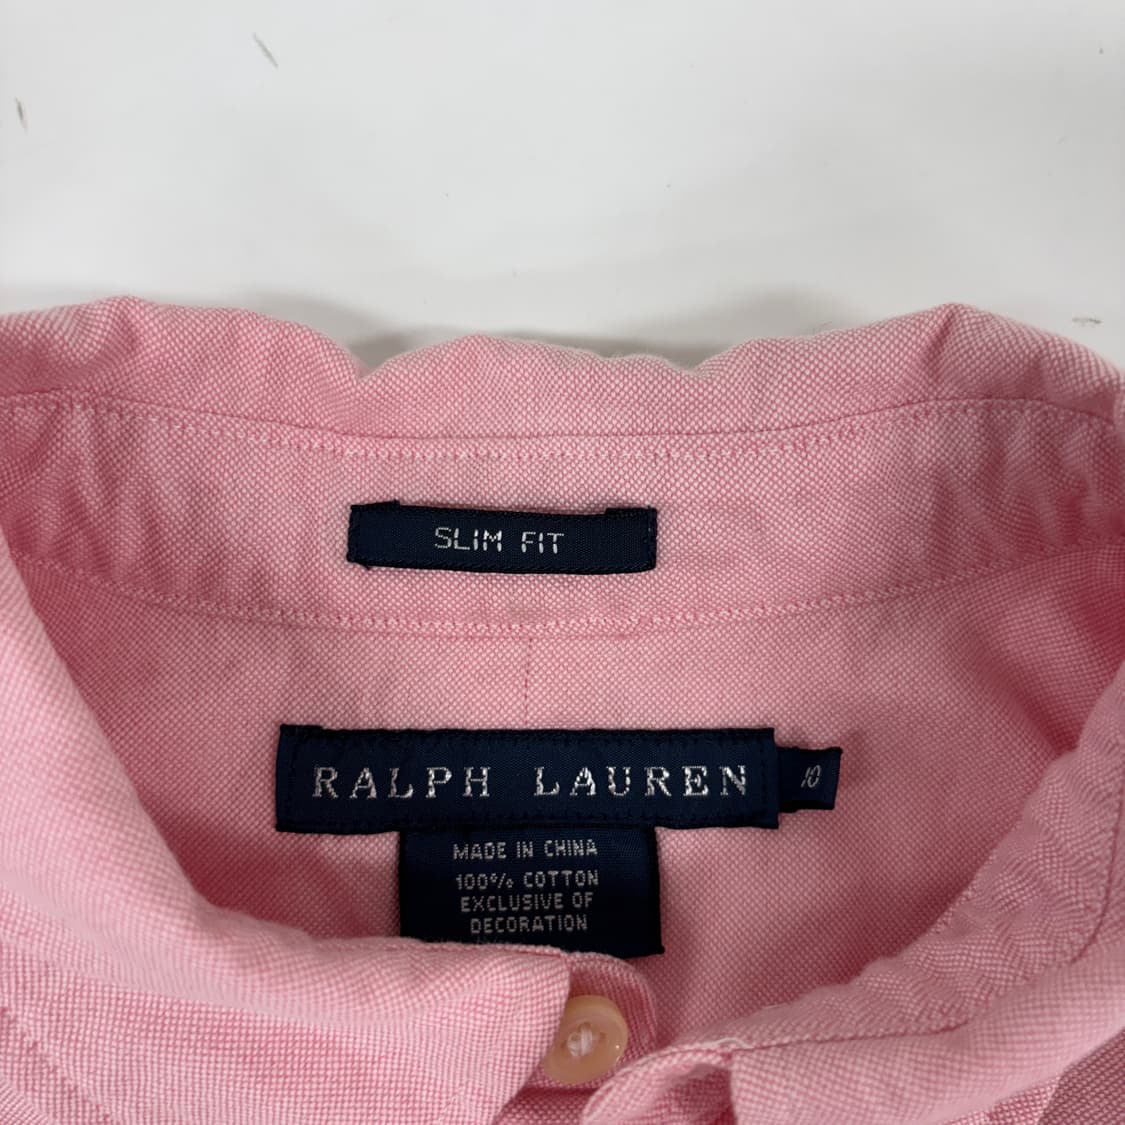 SLIM FIT
RALPH LAUREN
10
MADE IN CHINA
100% COTTON
EXCLUSIVE OF
DECORATION